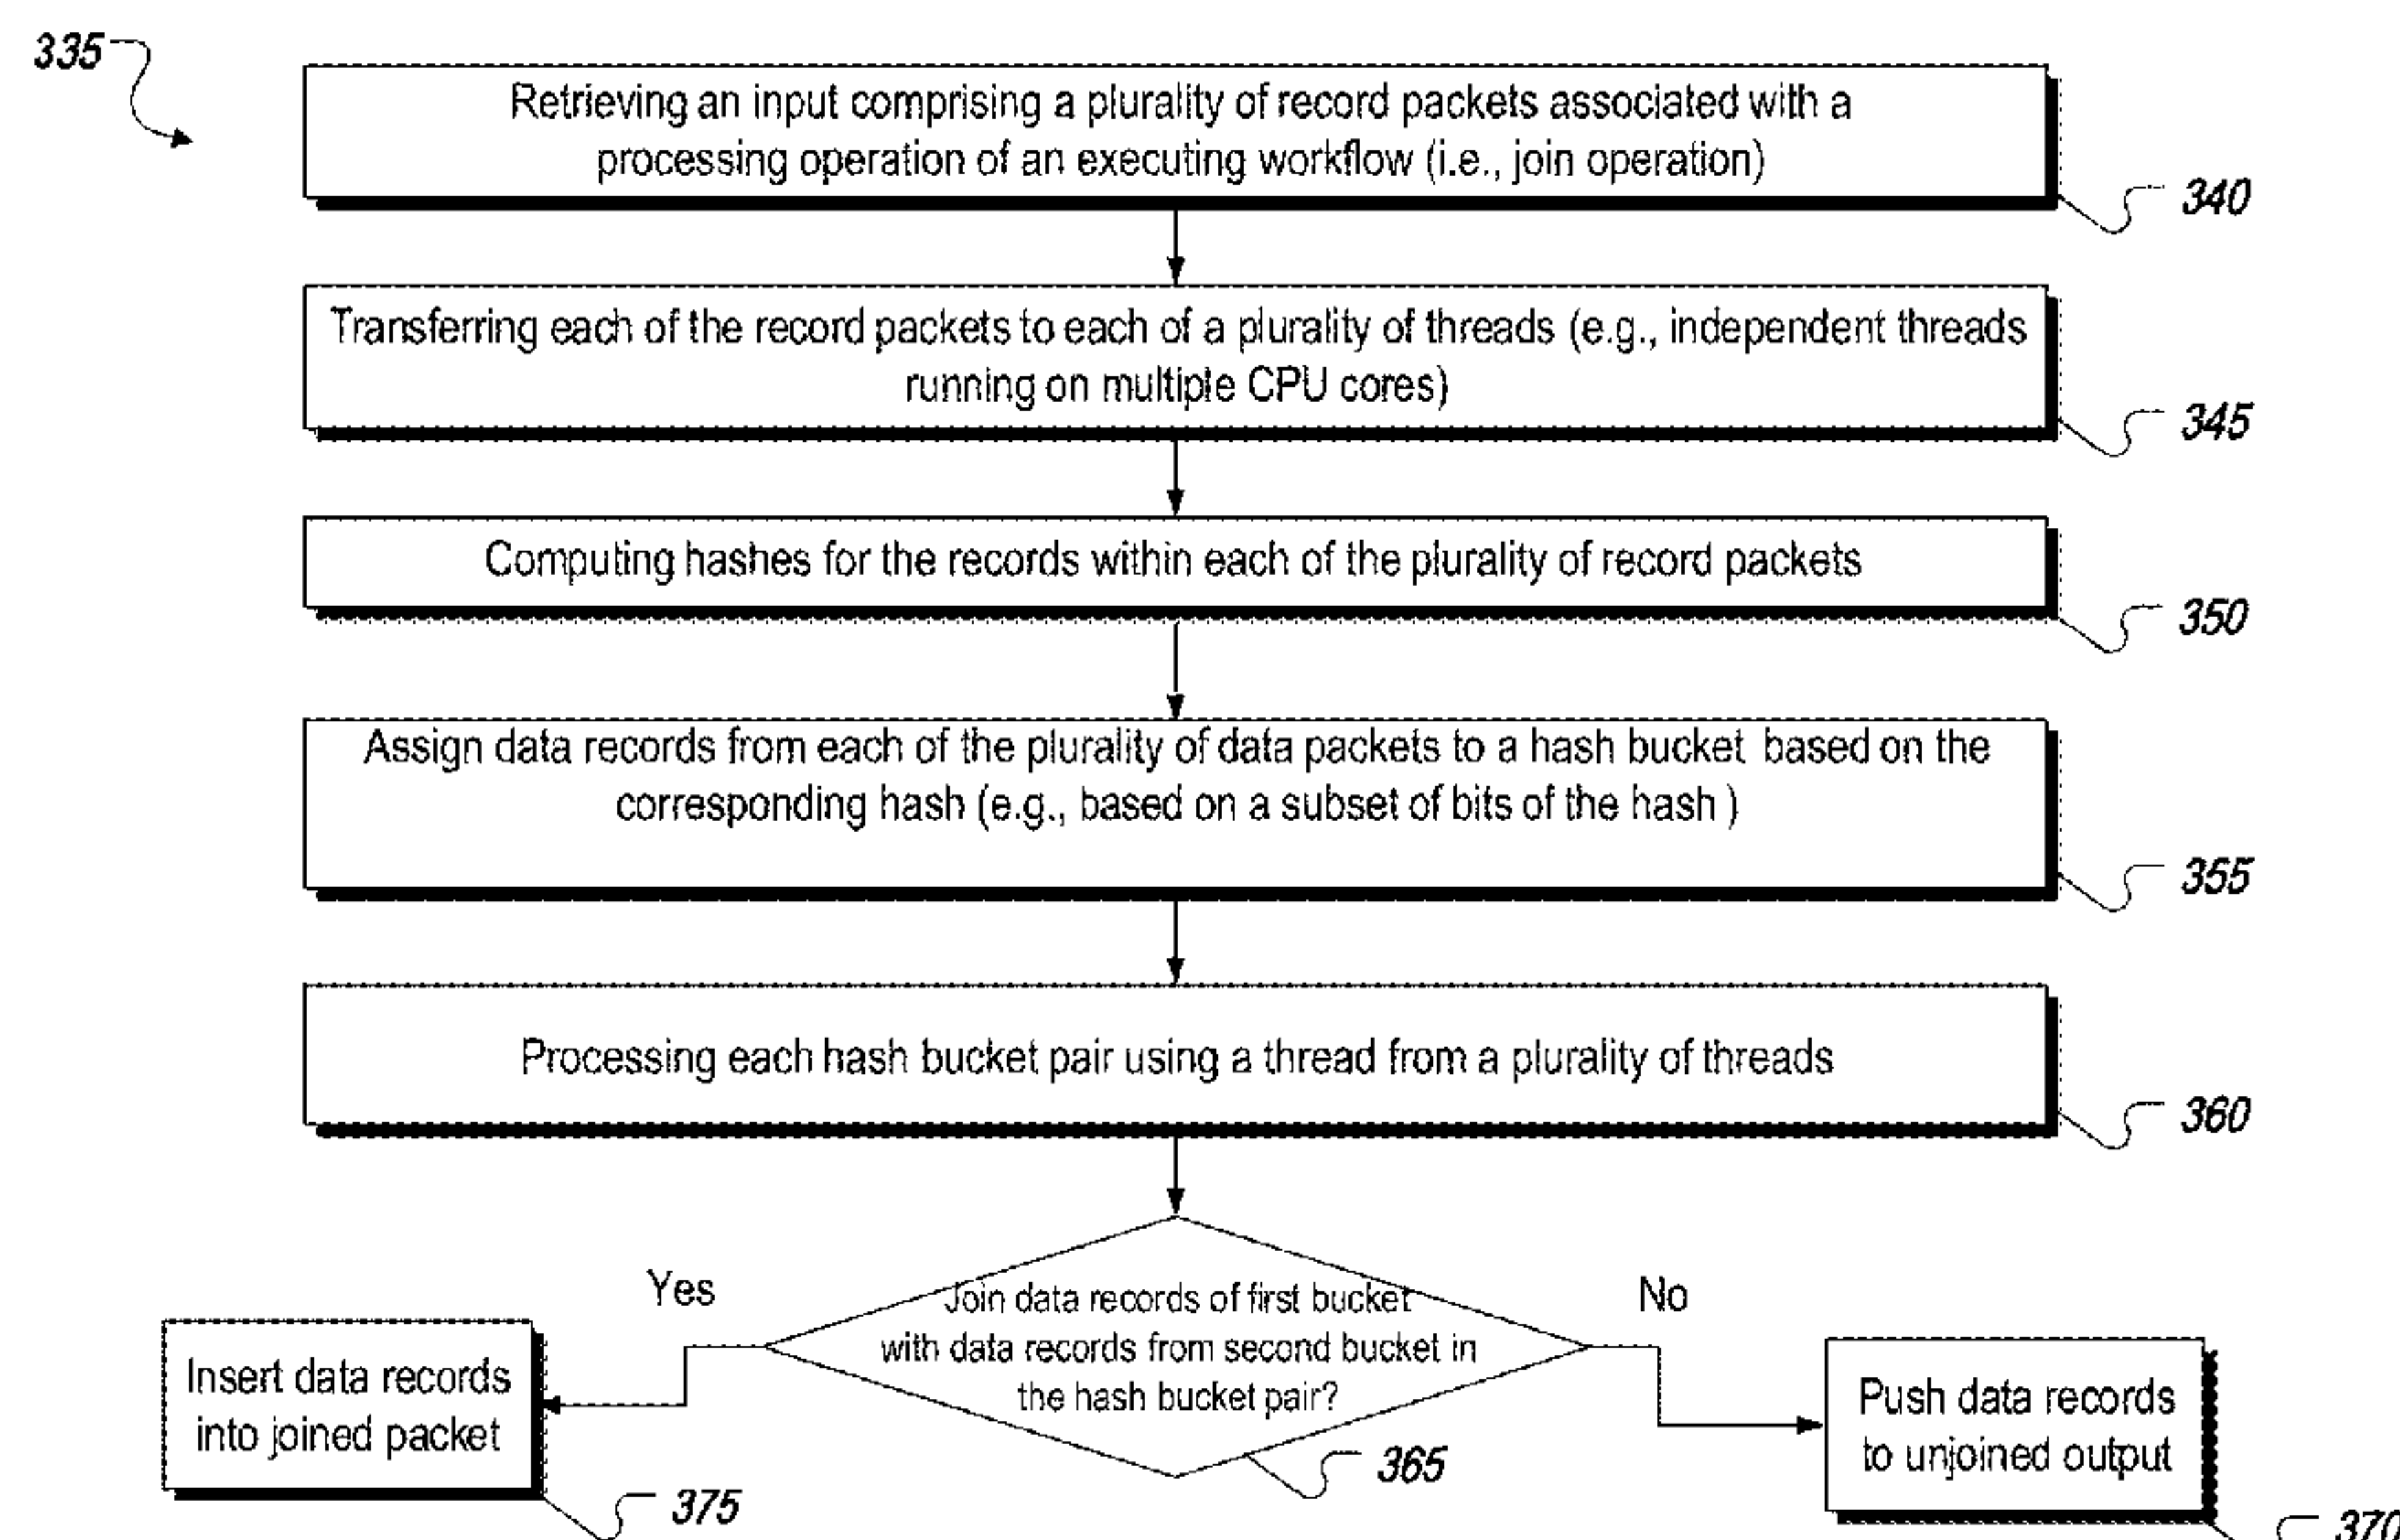 335
Retrieving an input comprising a plurality of record packets associated with a
processing operation of an executing workflow (i.e., join operation)
340
Transferring each of the record packets to each of a plurality of threads (e.g., independent threads
running on multiple CPU cores)
345
Computing hashes for the records within each of the plurality of record packets
350
Assign data records from each of the plurality of data packets to a hash bucket based on the
corresponding hash (e.g., based on a subset of bits of the hash )
355
Processing each hash bucket pair using a thread from a plurality of threads
360
Yes
Join data records of first bucket
with data records from second bucket in
the hash bucket pair?
No
Insert data records
into joined packet
Push data records
to unjoined output
365
375
370